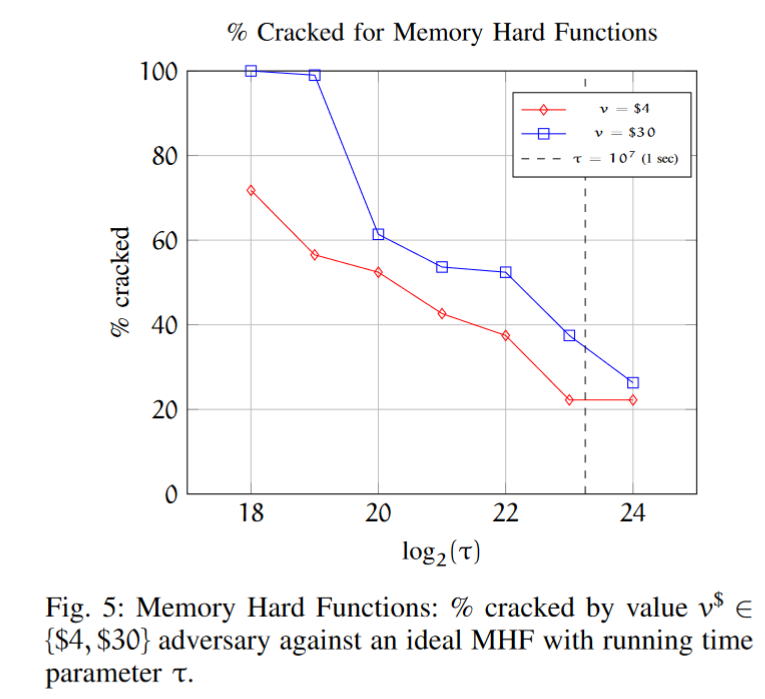 % Cracked for Memory Hard Functions
100
80
60
40
20
0
% cracked
ν = $4
ν = $30
τ = 10⁷ (1 sec)
18 20 22 24
log₂(τ)
Fig. 5: Memory Hard Functions: % cracked by value ν^$ ∈
{$4, $30} adversary against an ideal MHF with running time
parameter τ.